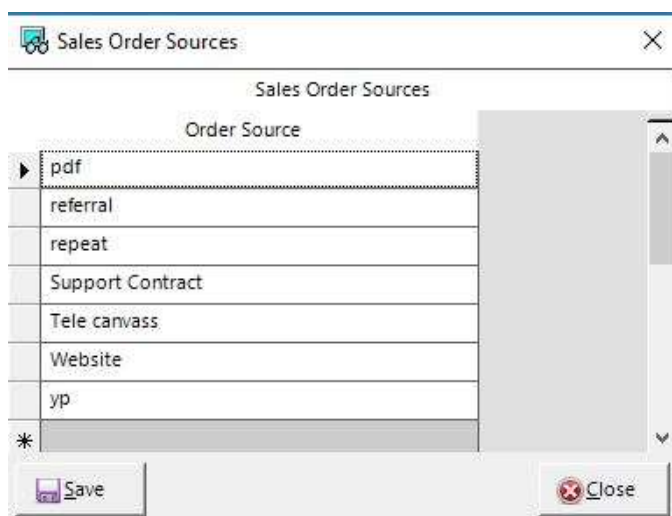 Sales Order Sources
Sales Order Sources
Order Source
pdf
referral
repeat
Support Contract
Tele canvass
Website
yp
Save
Close